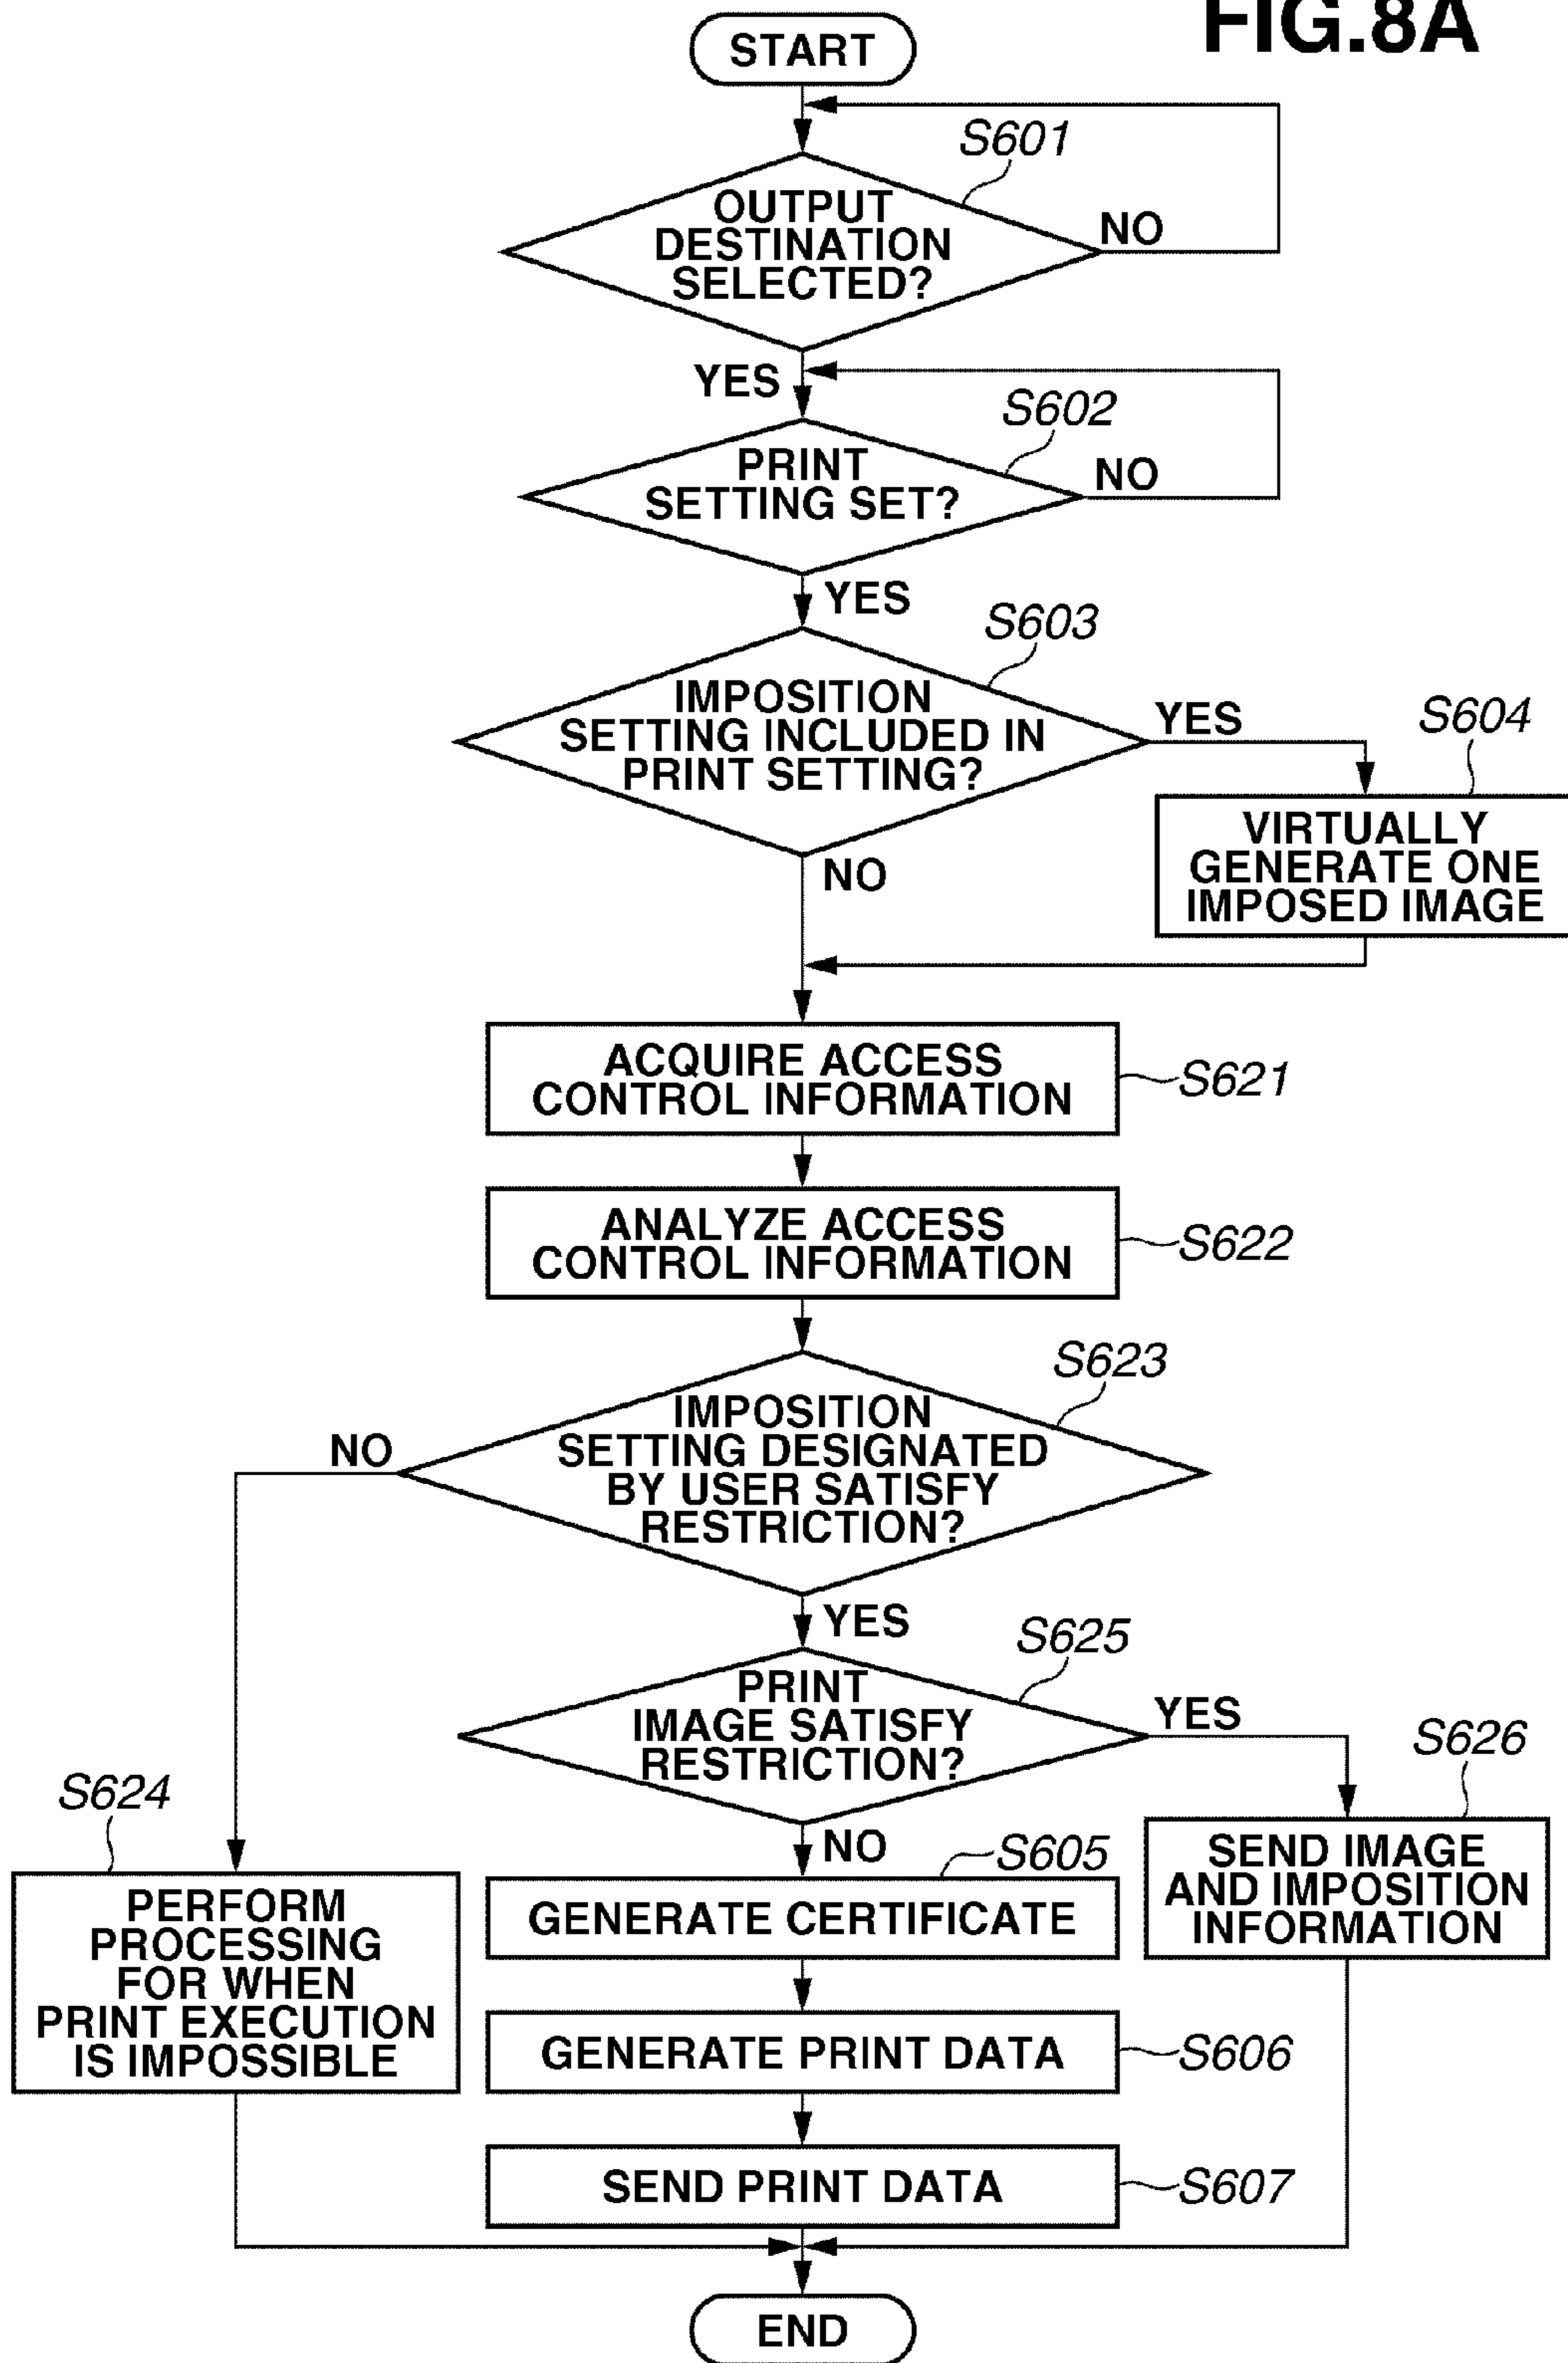 FIG.8A
START
S601
OUTPUT
DESTINATION
SELECTED?
NO
YES
S602
PRINT
SETTING SET?
NO
YES
S603
IMPOSITION
SETTING INCLUDED IN
PRINT SETTING?
YES
S604
VIRTUALLY
GENERATE ONE
IMPOSED IMAGE
NO
ACQUIRE ACCESS
CONTROL INFORMATION
S621
ANALYZE ACCESS
CONTROL INFORMATION
S622
S623
IMPOSITION
SETTING DESIGNATED
BY USER SATISFY
RESTRICTION?
NO
YES
S625
PRINT
IMAGE SATISFY
RESTRICTION?
YES
S626
SEND IMAGE
AND IMPOSITION
INFORMATION
S624
PERFORM
PROCESSING
FOR WHEN
PRINT EXECUTION
IS IMPOSSIBLE
NO
S605
GENERATE CERTIFICATE
GENERATE PRINT DATA
S606
SEND PRINT DATA
S607
END